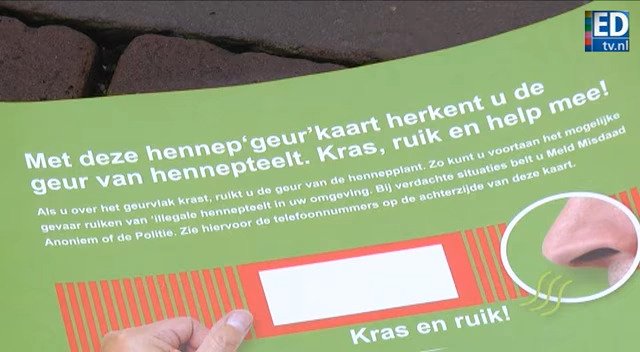 ED
tv.nl
Met deze hennep‘geur’kaart herkent u de
geur van hennepteelt. Kras, ruik en help mee!
Als u over het geurvlak krast, ruikt u de geur van de hennepplant. Zo kunt u voortaan het mogelijke
gevaar ruiken van ‘illegale hennepteelt in uw omgeving. Bij verdachte situaties belt u Meld Misdaad
Anoniem of de Politie. Zie hiervoor de telefoonnummers op de achterzijde van deze kaart.
Kras en ruik!